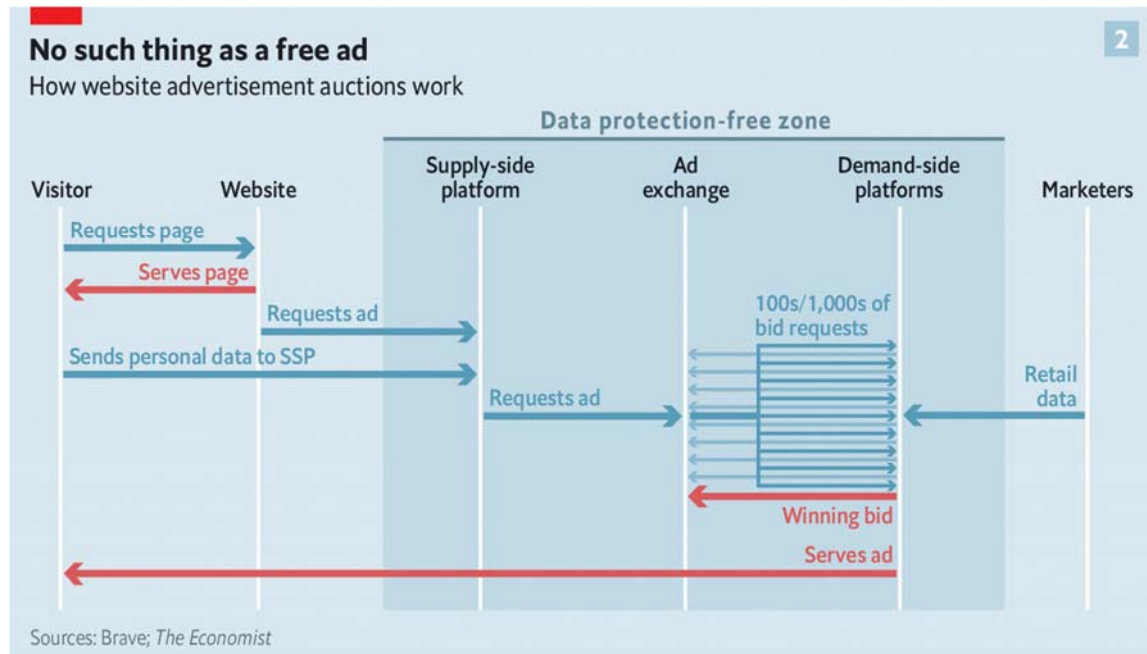 No such thing as a free ad
2
How website advertisement auctions work
Data protection-free zone
Visitor
Website
Supply-side
platform
Ad
exchange
Demand-side
platforms
Marketers
Requests page
Serves page
Requests ad
Sends personal data to SSP
Requests ad
100s/1,000s of
bid requests
Retail
data
Winning bid
Serves ad
Sources: Brave; The Economist